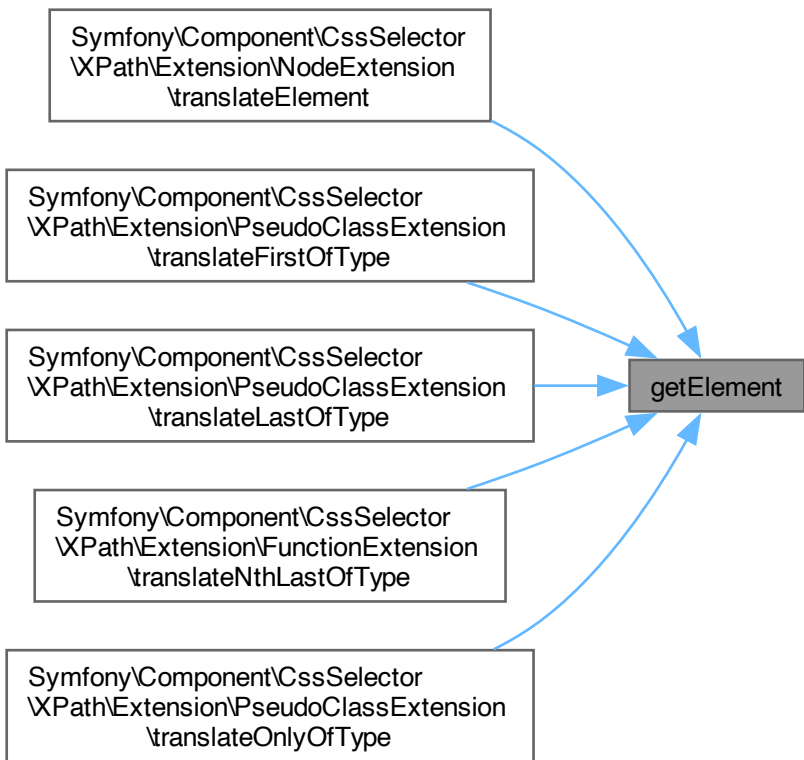 Symfony\Component\CssSelector
\XPath\Extension\NodeExtension
\translateElement
Symfony\Component\CssSelector
\XPath\Extension\PseudoClassExtension
\translateFirstOfType
Symfony\Component\CssSelector
\XPath\Extension\PseudoClassExtension
\translateLastOfType
getElement
Symfony\Component\CssSelector
\XPath\Extension\FunctionExtension
\translateNthLastOfType
Symfony\Component\CssSelector
\XPath\Extension\PseudoClassExtension
\translateOnlyOfType